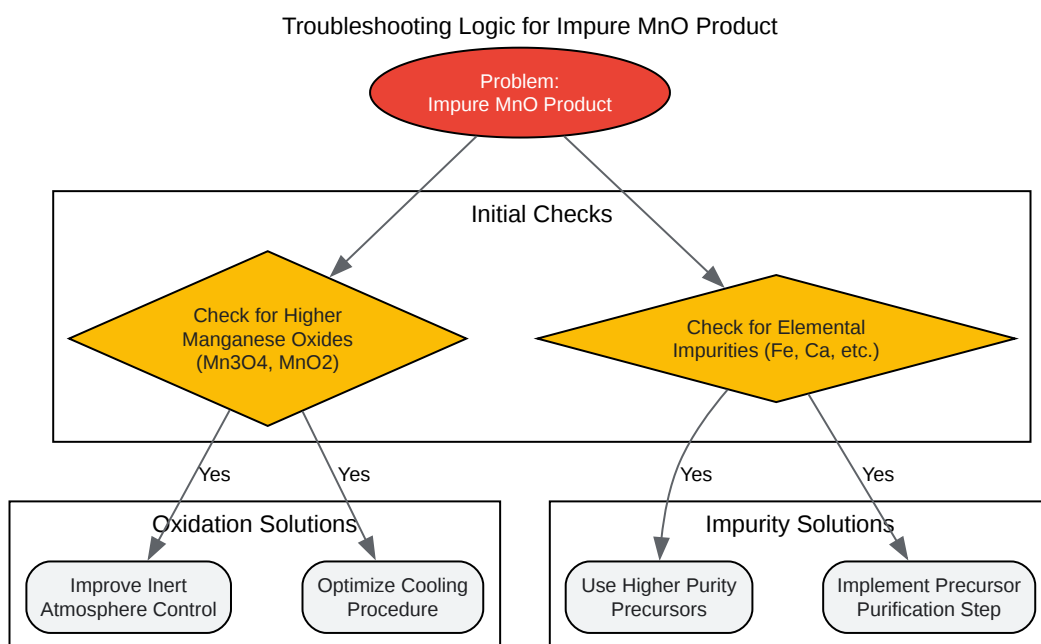 Troubleshooting Logic for Impure MnO Product
Problem:
Impure MnO Product
Initial Checks
Check for Higher
Manganese Oxides
(Mn3O4, MnO2)
Check for Elemental
Impurities (Fe, Ca, etc.)
Yes
Yes
Yes
Yes
Oxidation Solutions
Impurity Solutions
Improve Inert
Atmosphere Control
Optimize Cooling
Procedure
Use Higher Purity
Precursors
Implement Precursor
Purification Step